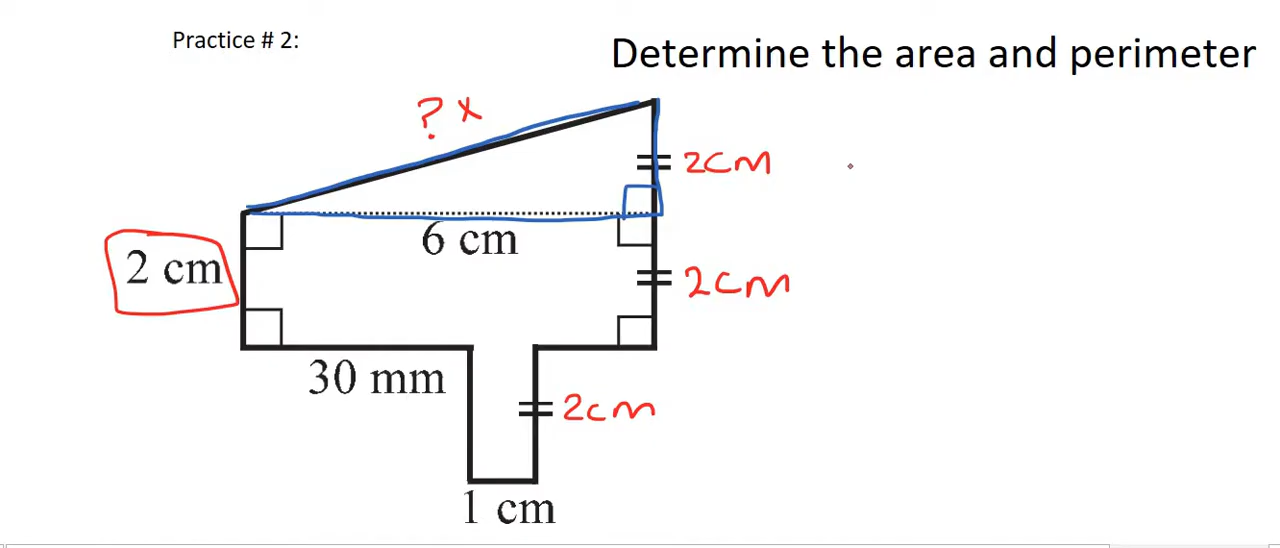 Practice # 2:
Determine the area and perimeter
? x
2cm
6 cm
2 cm
2cm
30 mm
2cm
1 cm